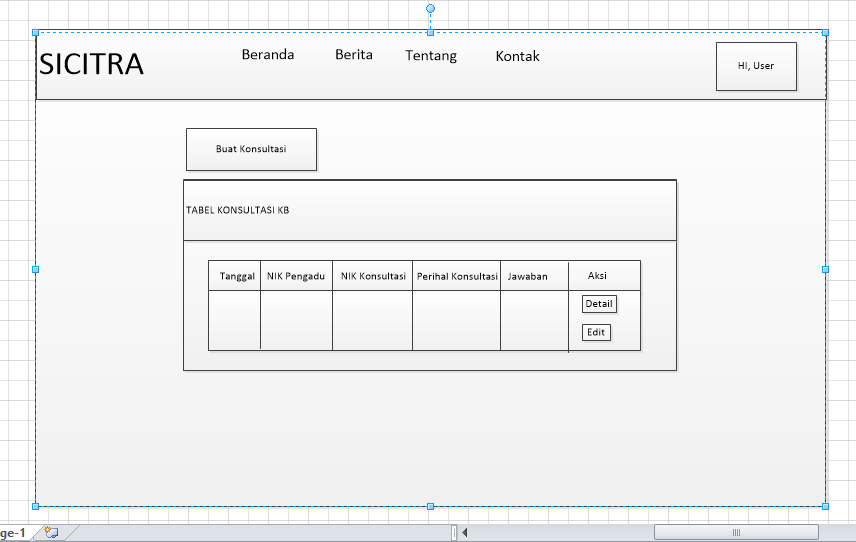 SICITRA
Beranda Berita Tentang Kontak
HI, User
Buat Konsultasi
TABEL KONSULTASI KB
Tanggal NIK Pengadu NIK Konsultasi Perihal Konsultasi Jawaban Aksi
Detail
Edit
ge-1